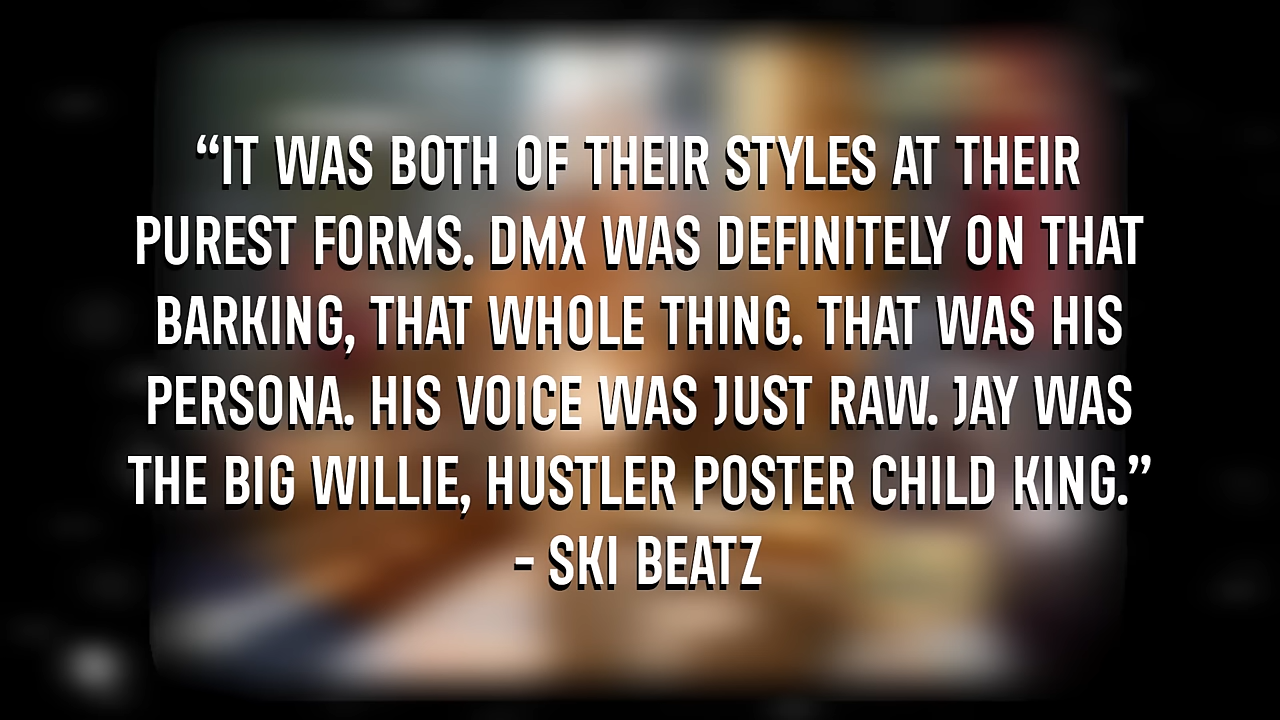 “IT WAS BOTH OF THEIR STYLES AT THEIR
PUREST FORMS. DMX WAS DEFINITELY ON THAT
BARKING, THAT WHOLE THING. THAT WAS HIS
PERSONA. HIS VOICE WAS JUST RAW. JAY WAS
THE BIG WILLIE, HUSTLER POSTER CHILD KING.”
- SKI BEATZ